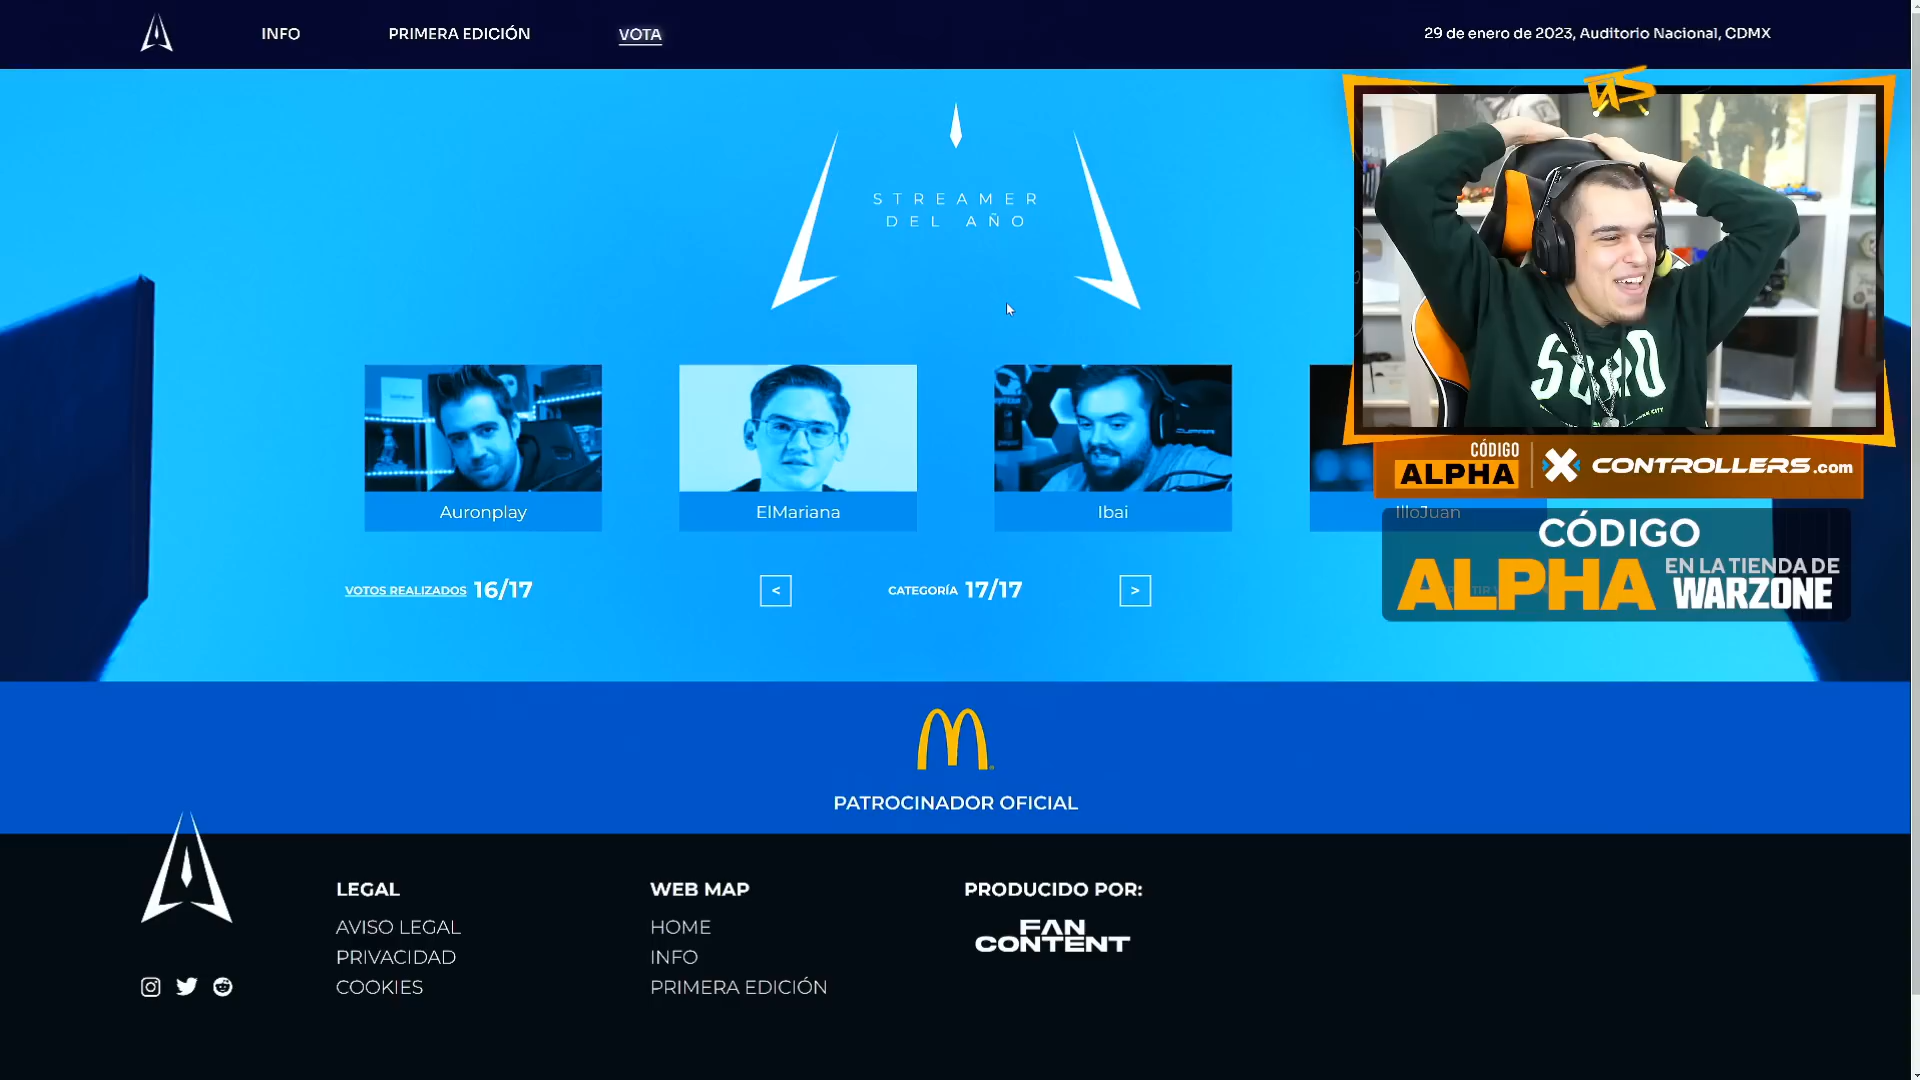 INFO
PRIMERA EDICIÓN
VOTA
29 de enero de 2023, Auditorio Nacional, CDMX
STREAMER
DEL AÑO
Auronplay
ElMariana
Ibai
IlloJuan
VOTOS REALIZADOS 16/17
<
CATEGORÍA 17/17
>
CÓDIGO
ALPHA
CONTROLLERS.com
CÓDIGO
ALPHA
EN LA TIENDA DE
WARZONE
PATROCINADOR OFICIAL
LEGAL
AVISO LEGAL
PRIVACIDAD
COOKIES
WEB MAP
HOME
INFO
PRIMERA EDICIÓN
PRODUCIDO POR:
FAN
CONTENT